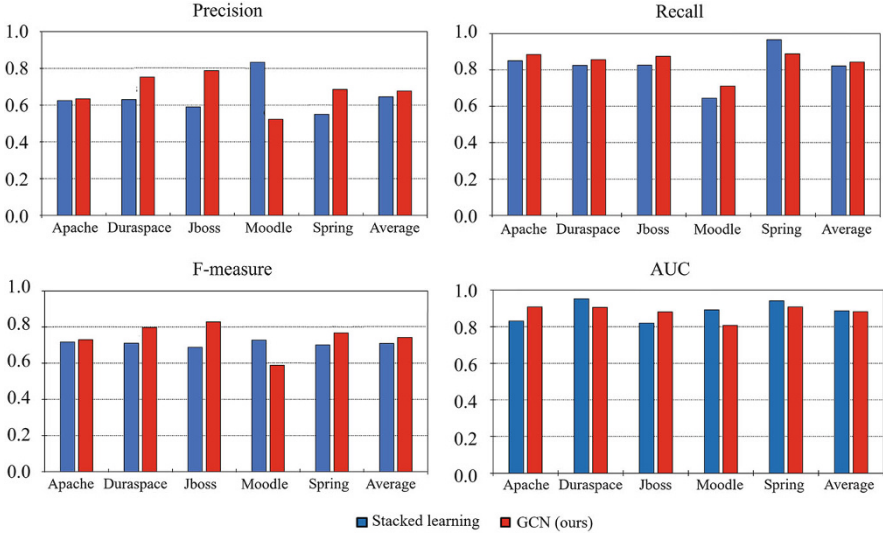 Precision
1.0
0.8
0.6
0.4
0.2
0.0
Apache Duraspace Jboss Moodle Spring Average
Recall
1.0
0.8
0.6
0.4
0.2
0.0
Apache Duraspace Jboss Moodle Spring Average
F-measure
1.0
0.8
0.6
0.4
0.2
0.0
Apache Duraspace Jboss Moodle Spring Average
AUC
1.0
0.8
0.6
0.4
0.2
0.0
Apache Duraspace Jboss Moodle Spring Average
Stacked learning GCN (ours)